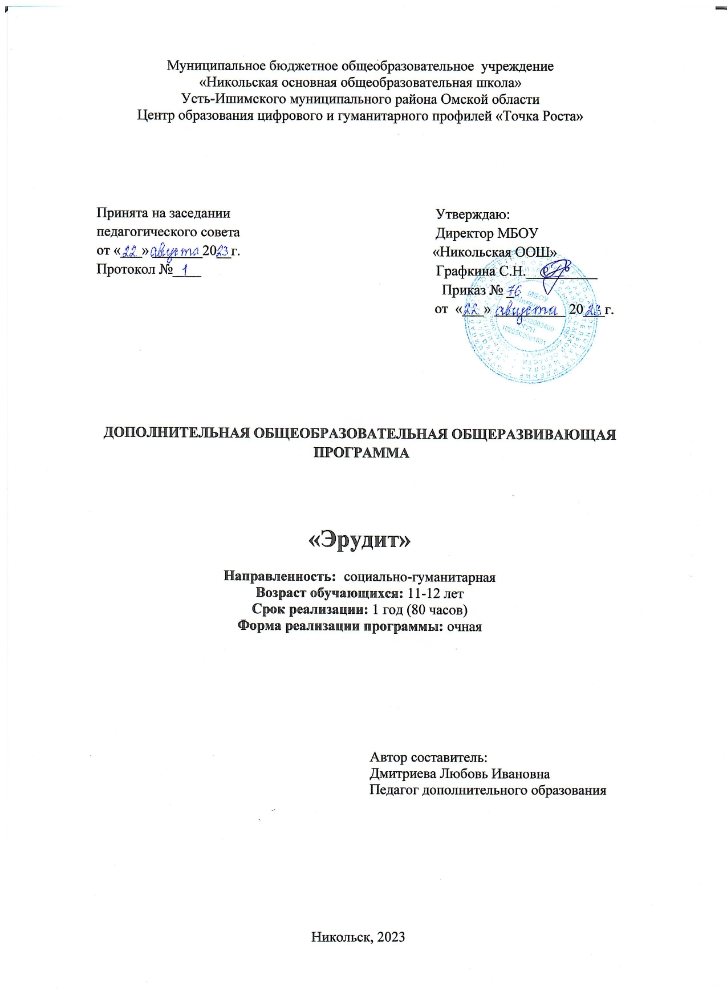 Муниципальное бюджетное общеобразовательное учреждение
«Никольская основная общеобразовательная школа»
Усть-Ишимского муниципального района Омской области
Центр образования цифрового и гуманитарного профилей «Точка Роста»
Принята на заседании
педагогического совета
от «22» августа 2023 г.
Протокол № 1
Утверждаю:
Директор МБОУ
«Никольская ООШ»
Графкина С.Н.
Приказ № 76
от «22» августа 2023 г.
МБОУ
ДОПОЛНИТЕЛЬНАЯ ОБЩЕОБРАЗОВАТЕЛЬНАЯ ОБЩЕРАЗВИВАЮЩАЯ
ПРОГРАММА
«Эрудит»
Направленность: социально-гуманитарная
Возраст обучающихся: 11-12 лет
Срок реализации: 1 год (80 часов)
Форма реализации программы: очная
Автор составитель:
Дмитриева Любовь Ивановна
Педагог дополнительного образования
Никольск, 2023